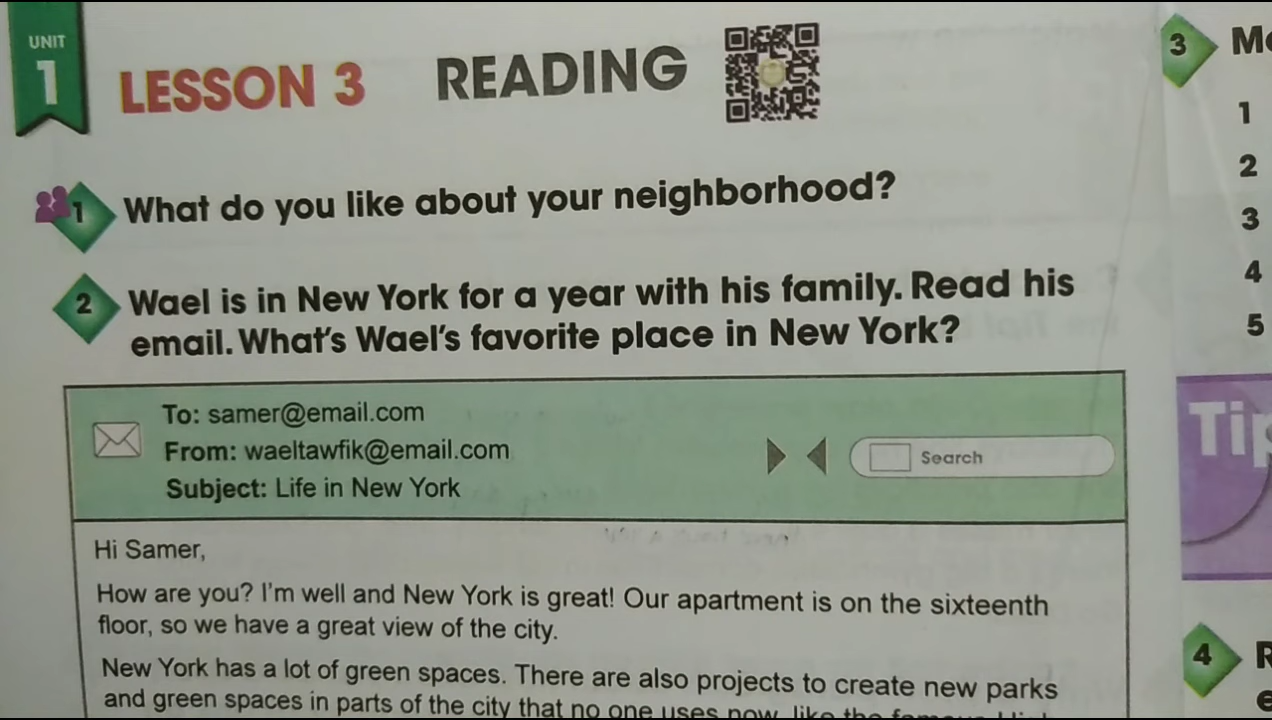 UNIT
1
LESSON 3 READING
1 What do you like about your neighborhood?
2 Wael is in New York for a year with his family. Read his
email. What's Wael's favorite place in New York?
To: samer@email.com
From: waeltawfik@email.com
Subject: Life in New York
Search
Hi Samer,
How are you? I'm well and New York is great! Our apartment is on the sixteenth
floor, so we have a great view of the city.
New York has a lot of green spaces. There are also projects to create new parks
and green spaces in parts of the city that no one uses now, like the
3
1
2
3
4
5
4